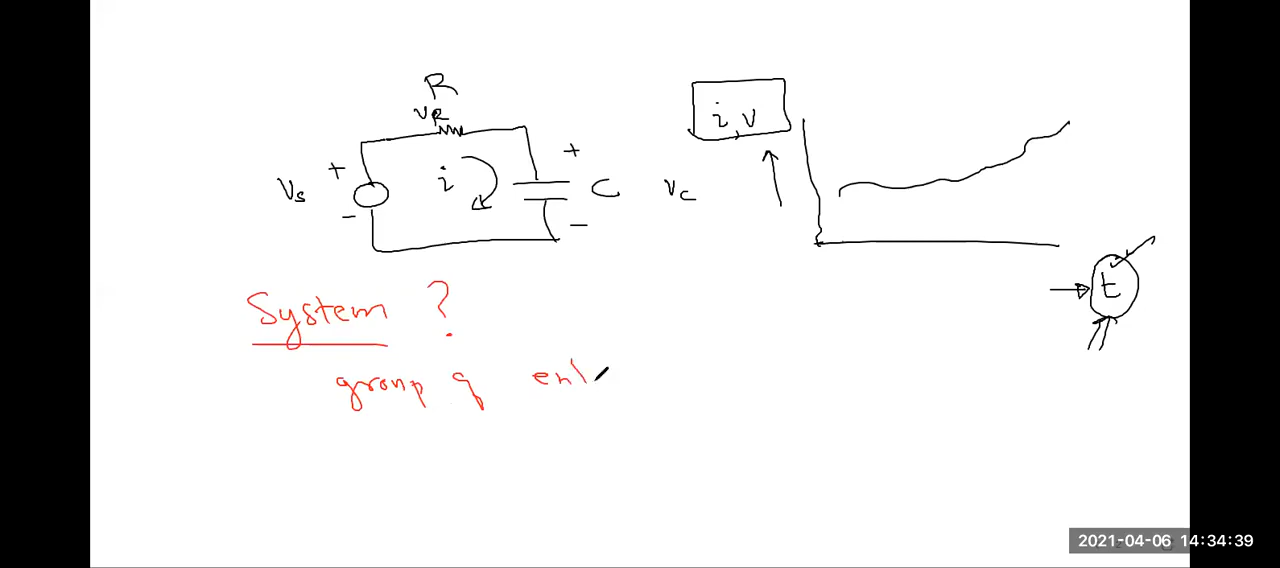 R
VR
i, v
Vs
+
-
i
+
-
C
Vc
t
System ?
group of
2021-04-06 14:34:39